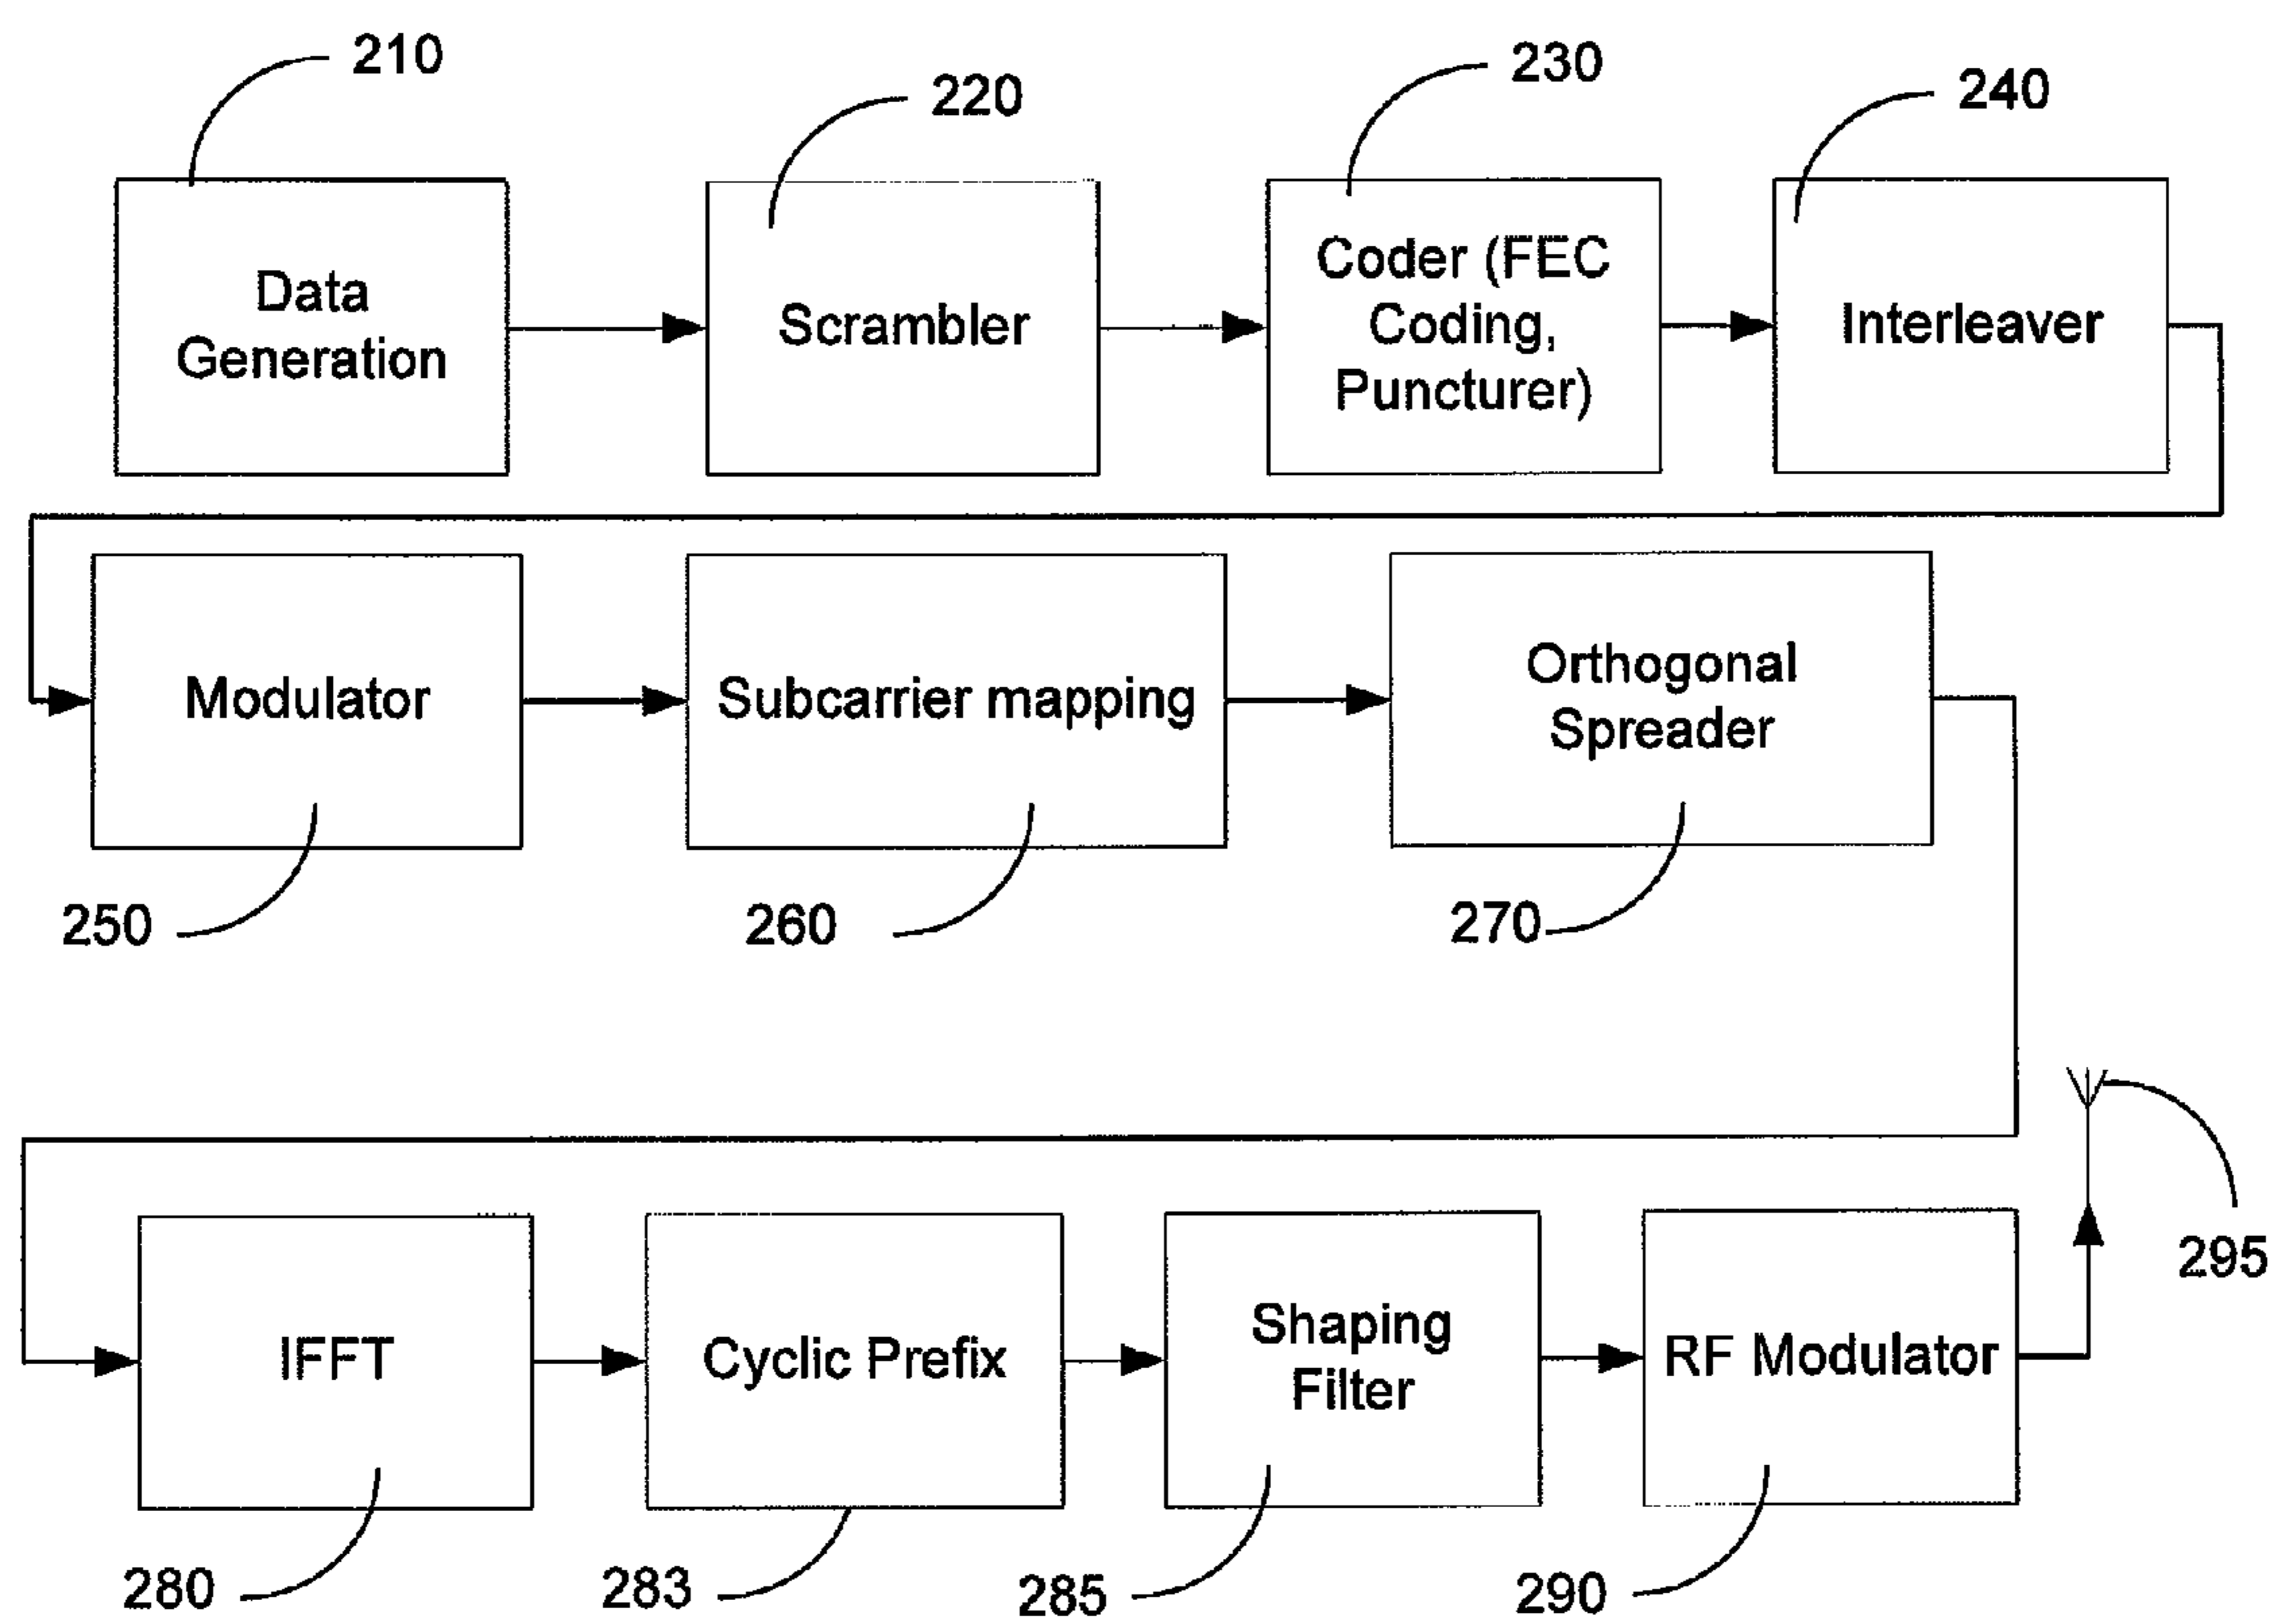 210
220
230
240
Data
Generation
Scrambler
Coder (FEC
Coding,
Puncturer)
Interleaver
Modulator
Subcarrier mapping
Orthogonal
Spreader
250
260
270
IFFT
Cyclic Prefix
Shaping
Filter
RF Modulator
295
280
283
285
290